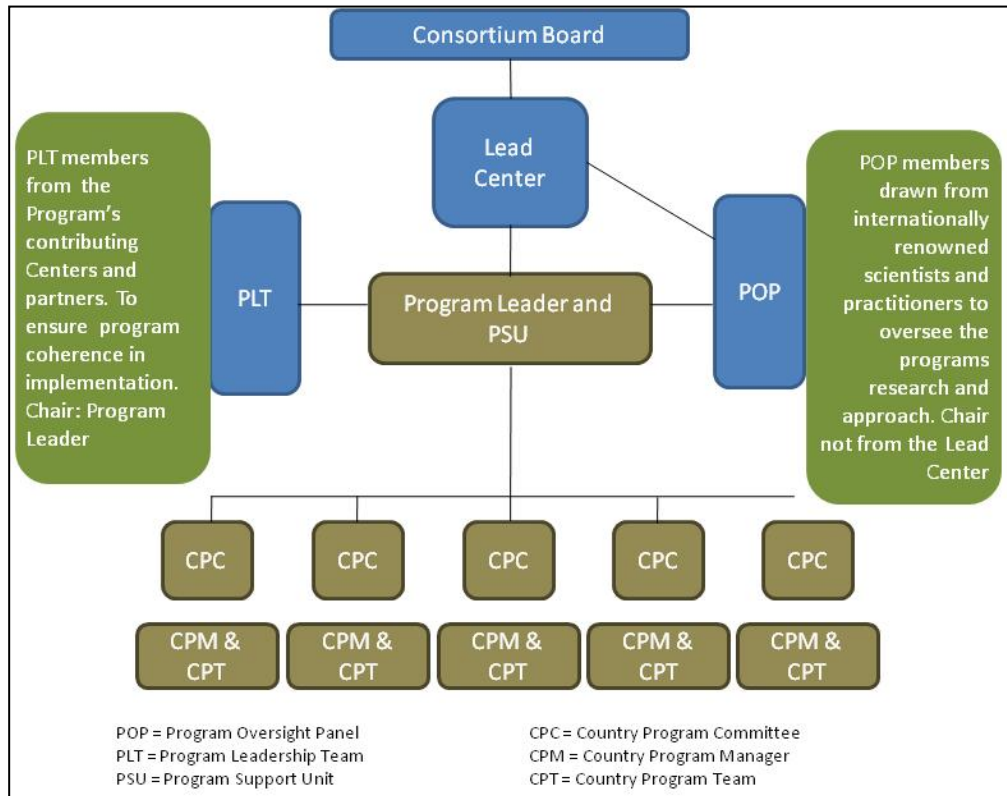 Consortium Board
Lead
Center
PLT members
from the
Program's
contributing
Centers and
partners. To
ensure program
coherence in
implementation.
Chair: Program
Leader
PLT
Program Leader and
PSU
POP
POP members
drawn from
internationally
renowned
scientists and
practitioners to
oversee the
programs
research and
approach. Chair
not from the Lead
Center
CPC
CPC
CPC
CPC
CPC
CPM &
CPT
CPM &
CPT
CPM &
CPT
CPM &
CPT
CPM &
CPT
POP = Program Oversight Panel
PLT = Program Leadership Team
PSU = Program Support Unit
CPC = Country Program Committee
CPM = Country Program Manager
CPT = Country Program Team